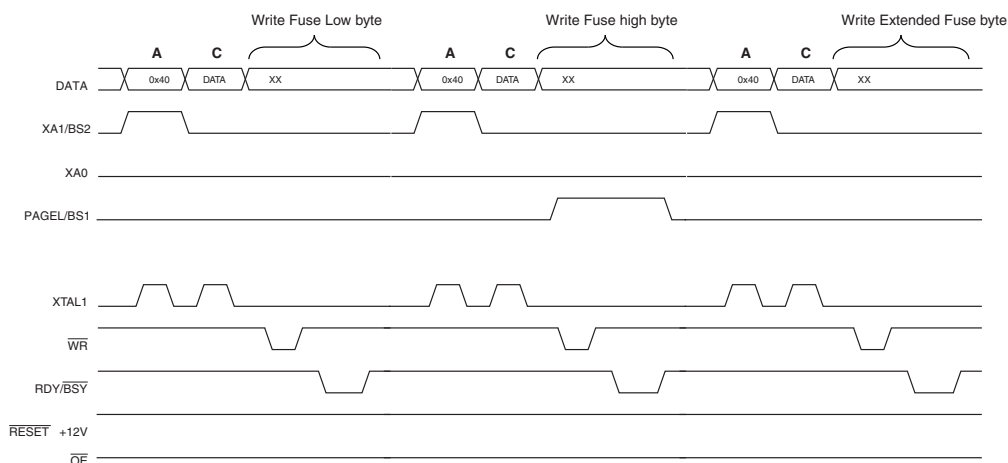 Write Fuse Low byte Write Fuse high byte Write Extended Fuse byte
A C A C A C
DATA 0x40 DATA XX 0x40 DATA XX 0x40 DATA XX
XA1/BS2
XA0
PAGEL/BS1
XTAL1
WR
RDY/BSY
RESET +12V
OE